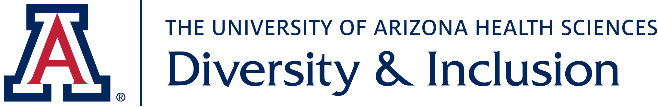 A®
THE UNIVERSITY OF ARIZONA HEALTH SCIENCES
Diversity & Inclusion